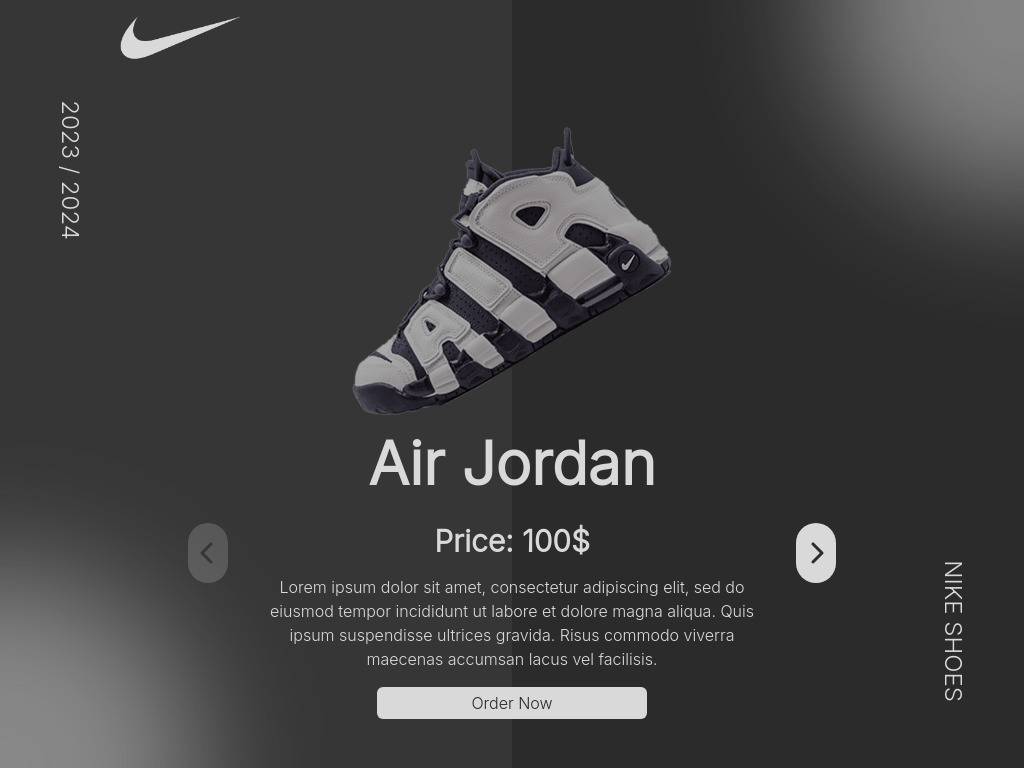 2023 / 2024
Air Jordan
Price: 100$
Lorem ipsum dolor sit amet, consectetur adipiscing elit, sed do
eiusmod tempor incididunt ut labore et dolore magna aliqua. Quis
ipsum suspendisse ultrices gravida. Risus commodo viverra
maecenas accumsan lacus vel facilisis.
Order Now
NIKE SHOES